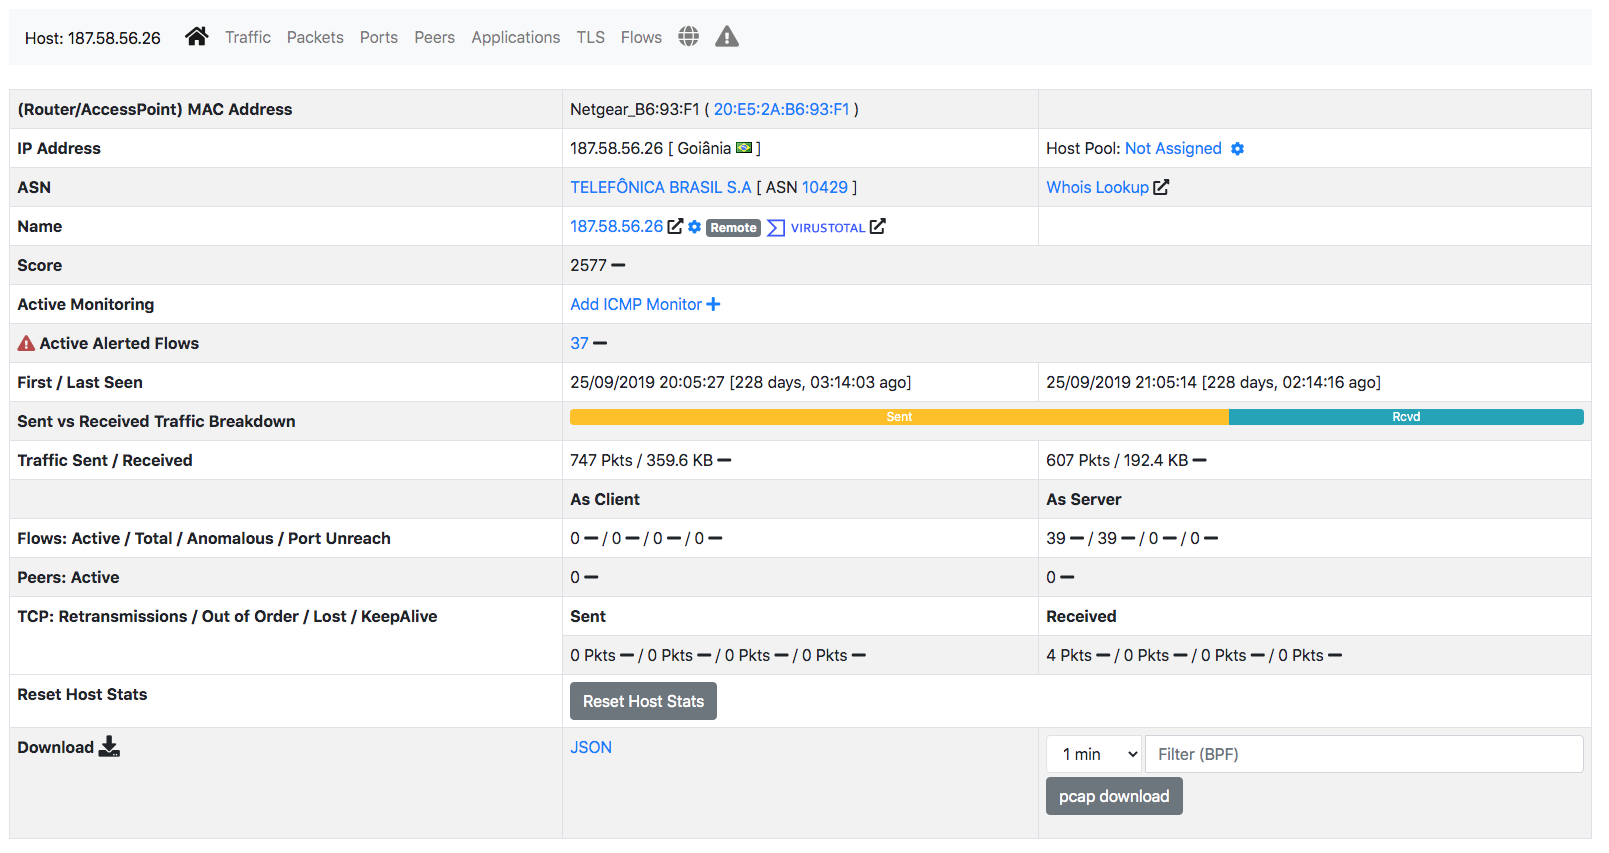 Host: 187.58.56.26 Traffic Packets Ports Peers Applications TLS Flows
(Router/AccessPoint) MAC Address Netgear_B6:93:F1 ( 20:E5:2A:B6:93:F1 )
IP Address 187.58.56.26 [ Goiânia ] Host Pool: Not Assigned
ASN TELEFÔNICA BRASIL S.A [ ASN 10429 ] Whois Lookup
Name 187.58.56.26 Remote VIRUSTOTAL
Score 2577
Active Monitoring Add ICMP Monitor
Active Alerted Flows 37
First / Last Seen 25/09/2019 20:05:27 [228 days, 03:14:03 ago] 25/09/2019 21:05:14 [228 days, 02:14:16 ago]
Sent vs Received Traffic Breakdown Sent Rcvd
Traffic Sent / Received 747 Pkts / 359.6 KB 607 Pkts / 192.4 KB
As Client As Server
Flows: Active / Total / Anomalous / Port Unreach 0 / 0 / 0 / 0 39 / 39 / 0 / 0
Peers: Active 0 0
TCP: Retransmissions / Out of Order / Lost / KeepAlive Sent Received
0 Pkts / 0 Pkts / 0 Pkts / 0 Pkts 4 Pkts / 0 Pkts / 0 Pkts / 0 Pkts
Reset Host Stats Reset Host Stats
Download JSON 1 min Filter (BPF)
pcap download